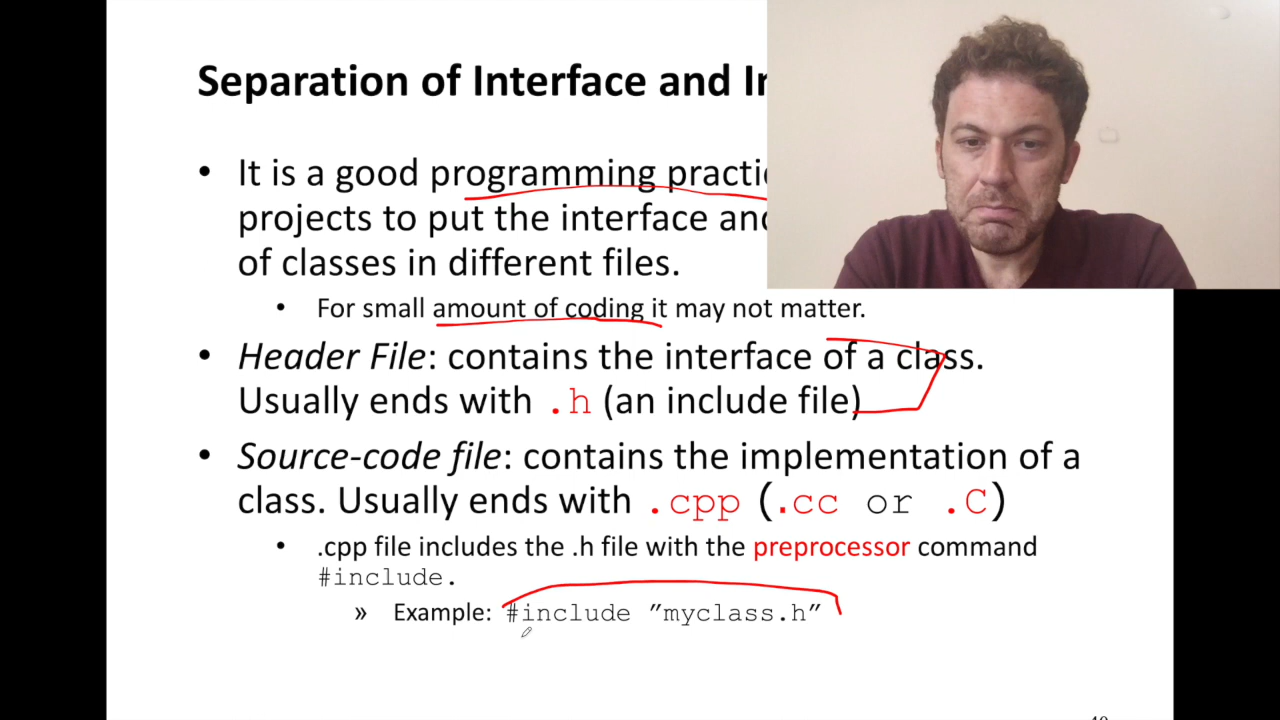 Separation of Interface and
• It is a good programming
projects to put the interface
of classes in different files.
• For small amount of coding it may not matter.
• Header File: contains the interface of a class.
Usually ends with .h (an include file)
• Source-code file: contains the implementation of a
class. Usually ends with .cpp (.cc or .C)
• .cpp file includes the .h file with the preprocessor command
#include.
» Example: #include ″myclass.h″